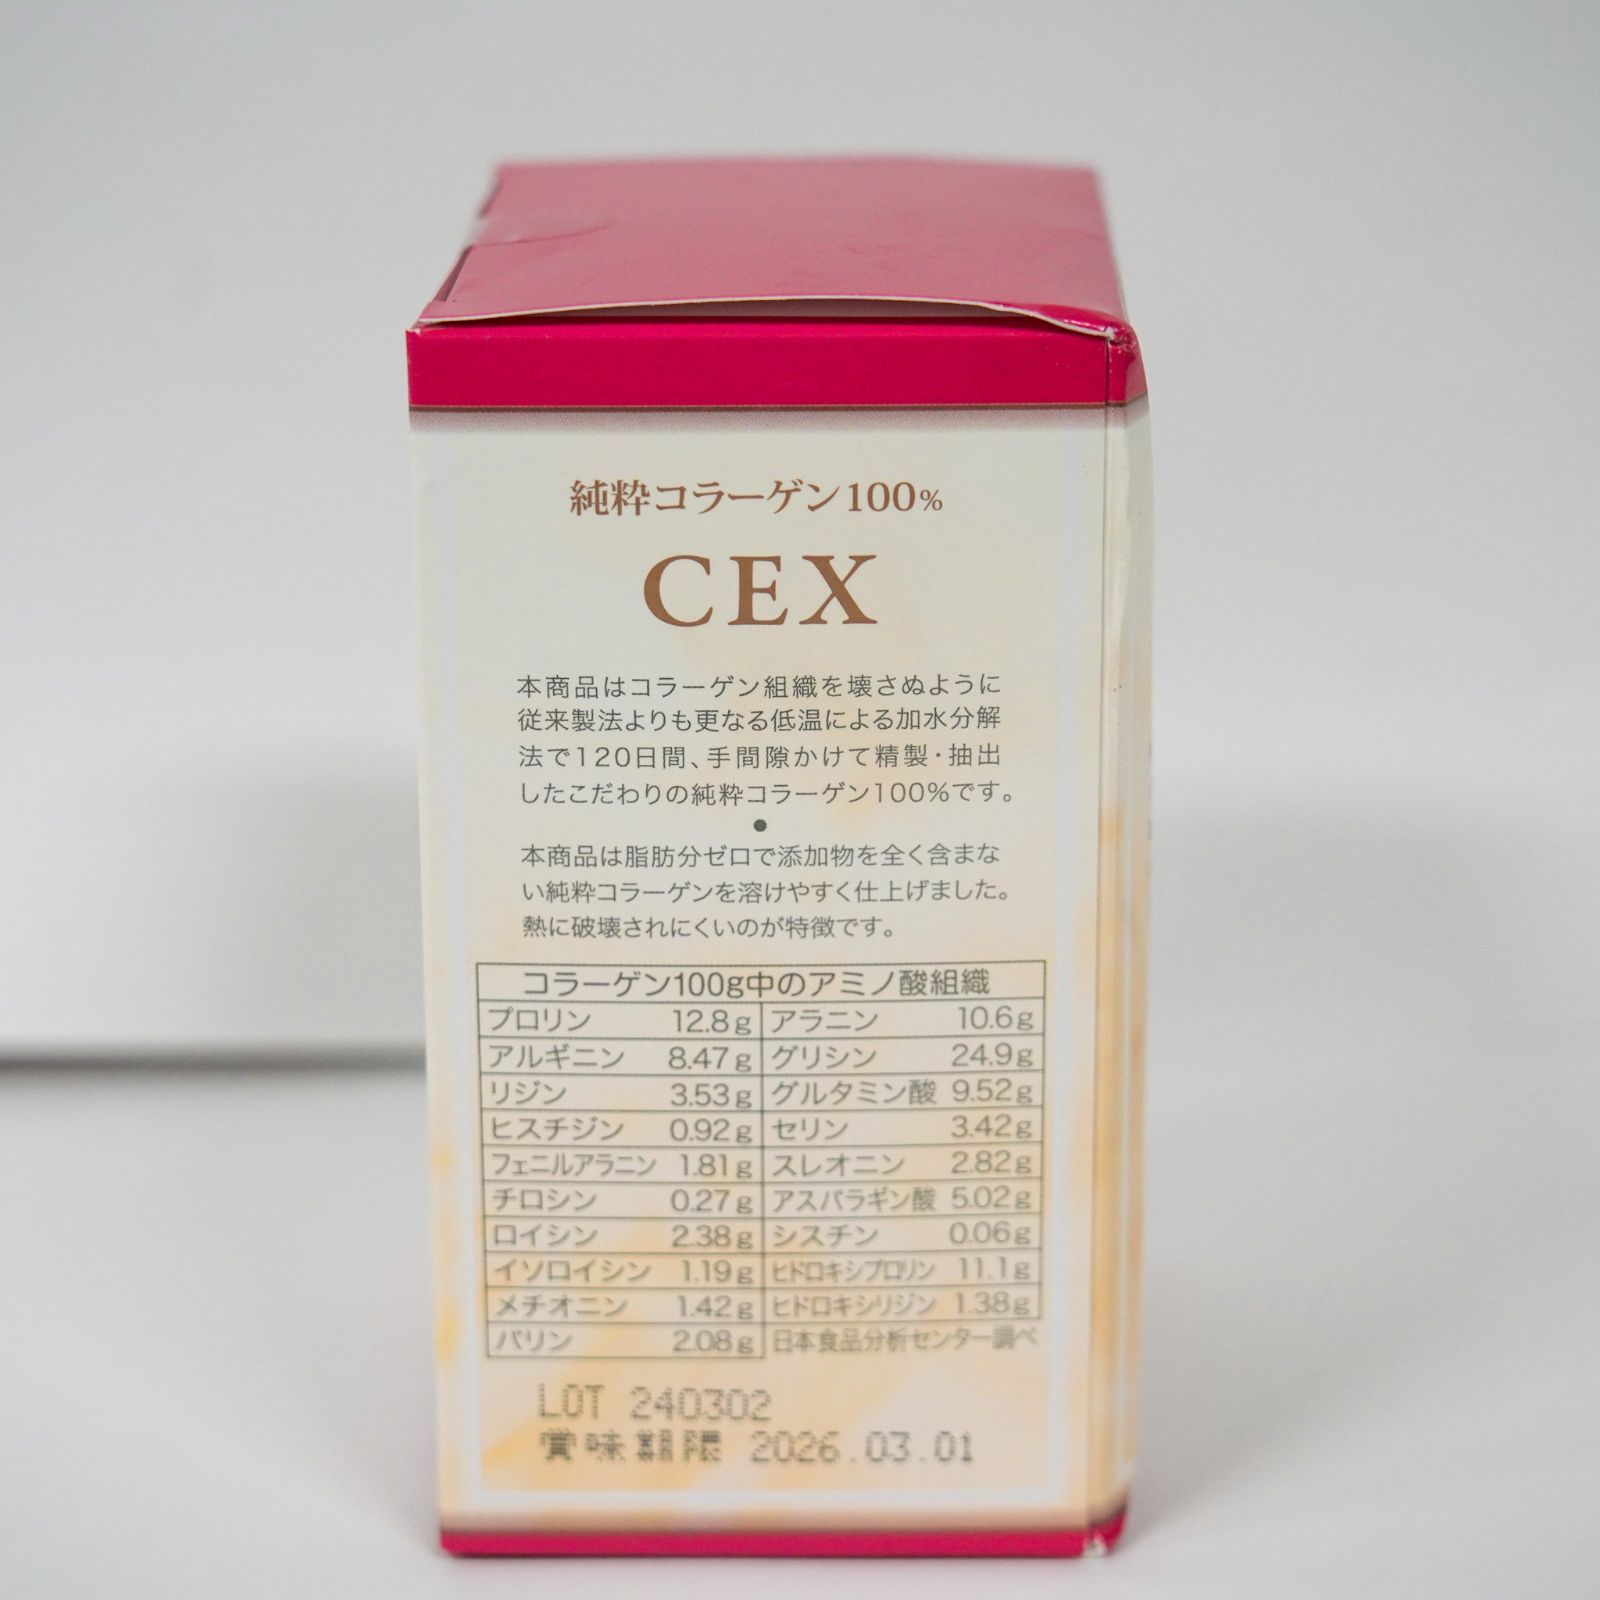 純粋コラーゲン100%
CEX
本商品はコラーゲン組織を壊さぬように
従来製法よりも更なる低温による加水分解
法で120日間、手間隙かけて精製・抽出
したこだわりの純粋コラーゲン100%です。
●
本商品は脂肪分ゼロで添加物を全く含まな
い純粋コラーゲンを溶けやすく仕上げました。
熱に破壊されにくいのが特徴です。
コラーゲン100g中のアミノ酸組織
プロリン 12.8g アラニン 10.6g
アルギニン 8.47g グリシン 24.9g
リジン 3.53g グルタミン酸 9.52g
ヒスチジン 0.92g セリン 3.42g
フェニルアラニン 1.81g スレオニン 2.82g
チロシン 0.27g アスパラギン酸 5.02g
ロイシン 2.38g シスチン 0.06g
イソロイシン 1.19g ヒドロキシプロリン 11.1g
メチオニン 1.42g ヒドロキシリジン 1.38g
バリン 2.08g 日本食品分析センター調べ
LOT 240302
賞味期限 2026.03.01